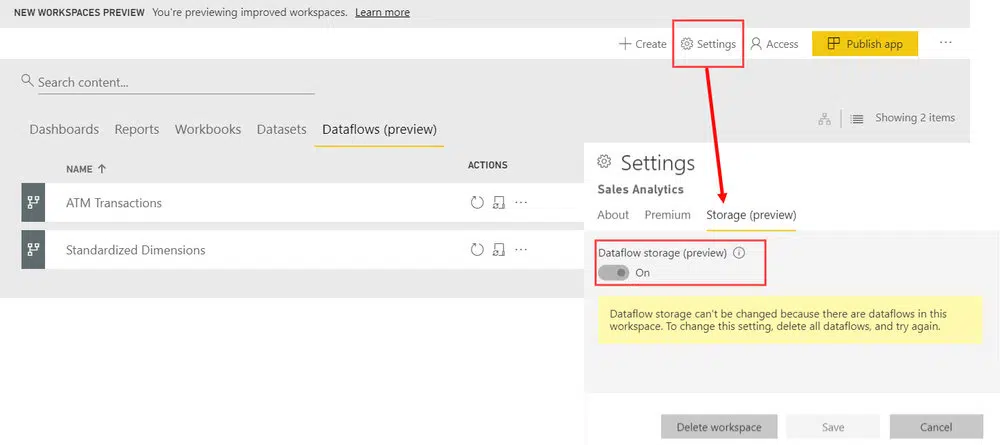 NEW WORKSPACES PREVIEW You're previewing improved workspaces. Learn more
Create Settings Access Publish app ...
Search content...
Dashboards Reports Workbooks Datasets Dataflows (preview)
Showing 2 items
NAME ACTIONS
ATM Transactions ...
Standardized Dimensions ...
Settings
Sales Analytics
About Premium Storage (preview)
Dataflow storage (preview)
On
Dataflow storage can't be changed because there are dataflows in this
workspace. To change this setting, delete all dataflows, and try again.
Delete workspace Save Cancel